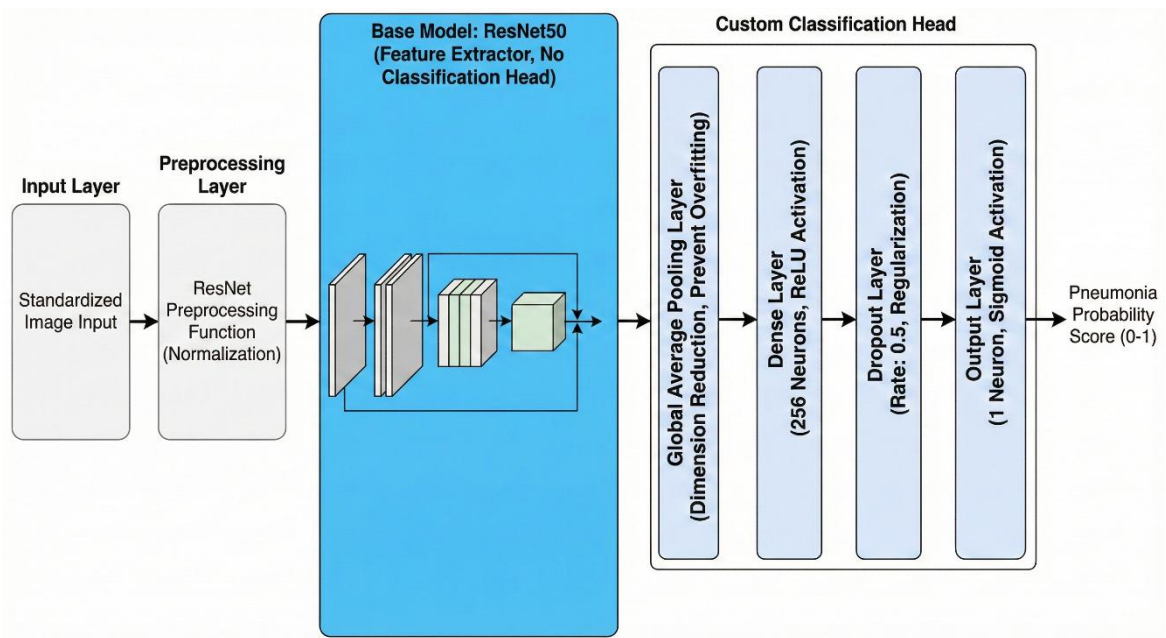 Input Layer
Standardized
Image Input
Preprocessing
Layer
ResNet
Preprocessing
Function
(Normalization)
Base Model: ResNet50
(Feature Extractor, No
Classification Head)
Custom Classification Head
Global Average Pooling Layer
(Dimension Reduction, Prevent Overfitting)
Dense Layer
(256 Neurons, ReLU Activation)
Dropout Layer
(Rate: 0.5, Regularization)
Output Layer
(1 Neuron, Sigmoid Activation)
Pneumonia
Probability
Score (0-1)